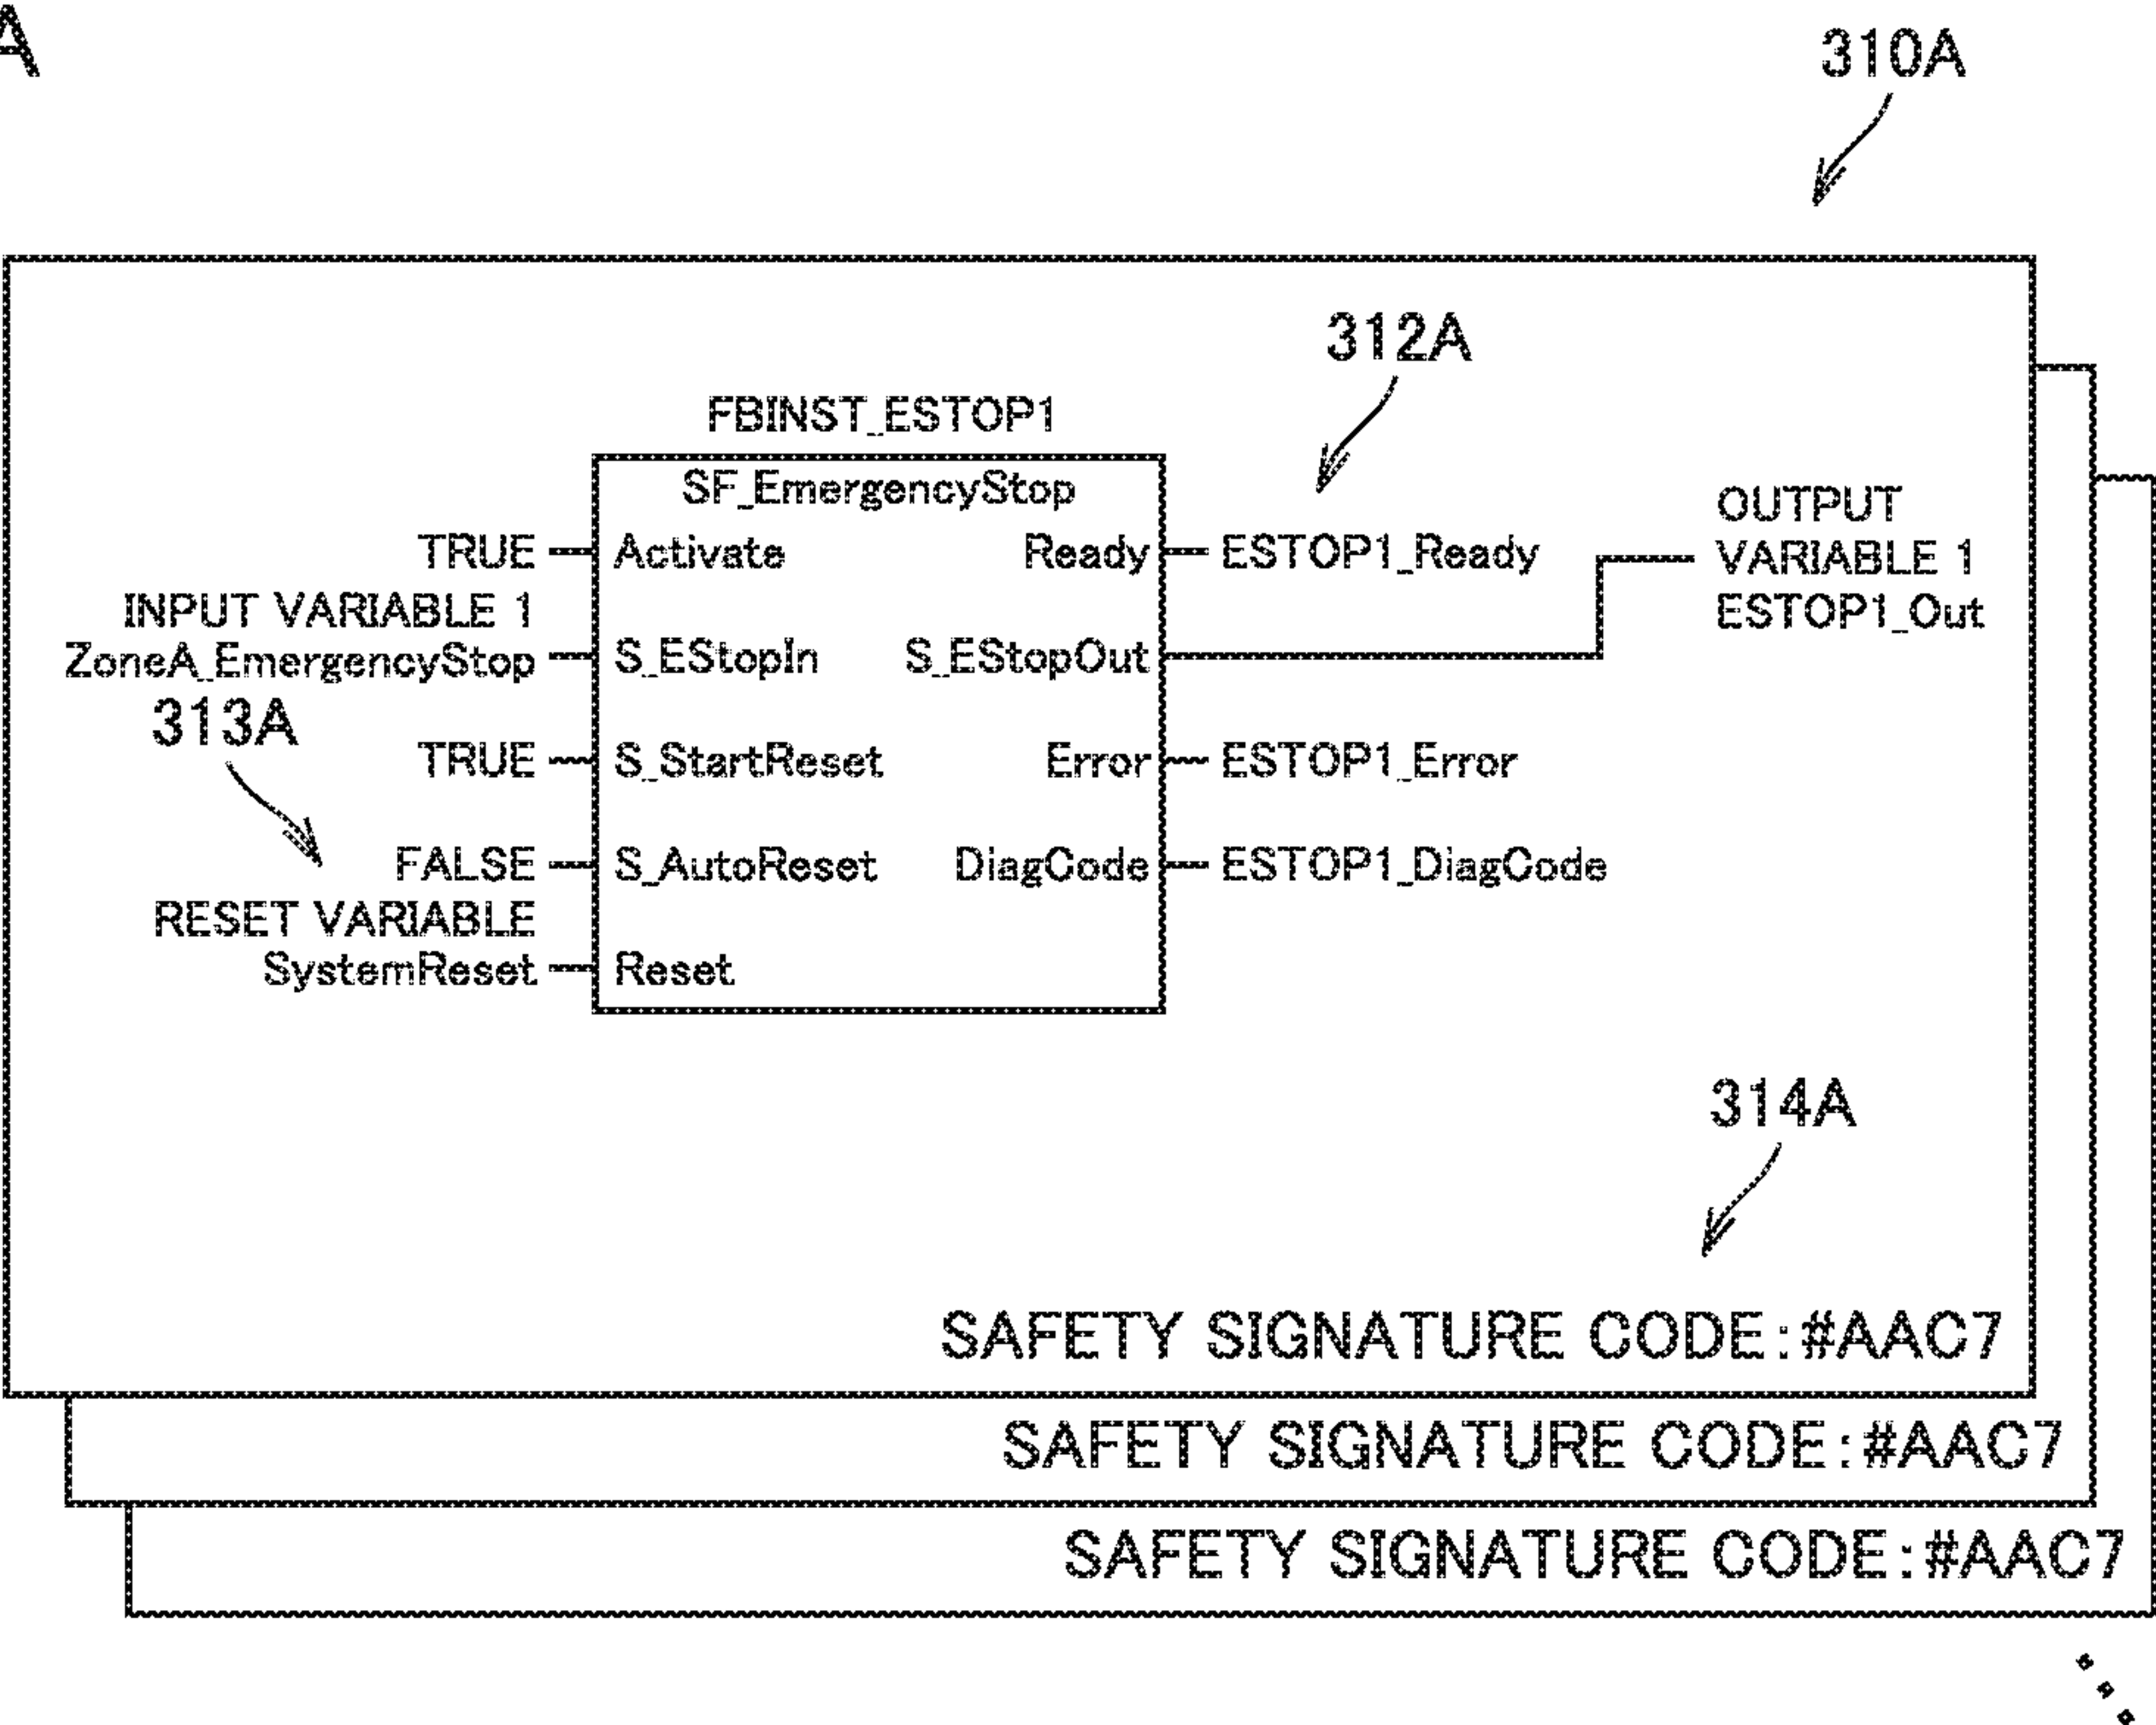 A
310A
312A
FBINST_ESTOP1
SF_EmergencyStop
TRUE Activate Ready ESTOP1_Ready
OUTPUT
VARIABLE 1
ESTOP1_Out
INPUT VARIABLE 1
ZoneA_EmergencyStop S_EStopIn S_EStopOut
313A
TRUE S_StartReset Error ESTOP1_Error
FALSE S_AutoReset DiagCode ESTOP1_DiagCode
RESET VARIABLE
SystemReset Reset
314A
SAFETY SIGNATURE CODE:#AAC7
SAFETY SIGNATURE CODE:#AAC7
SAFETY SIGNATURE CODE:#AAC7